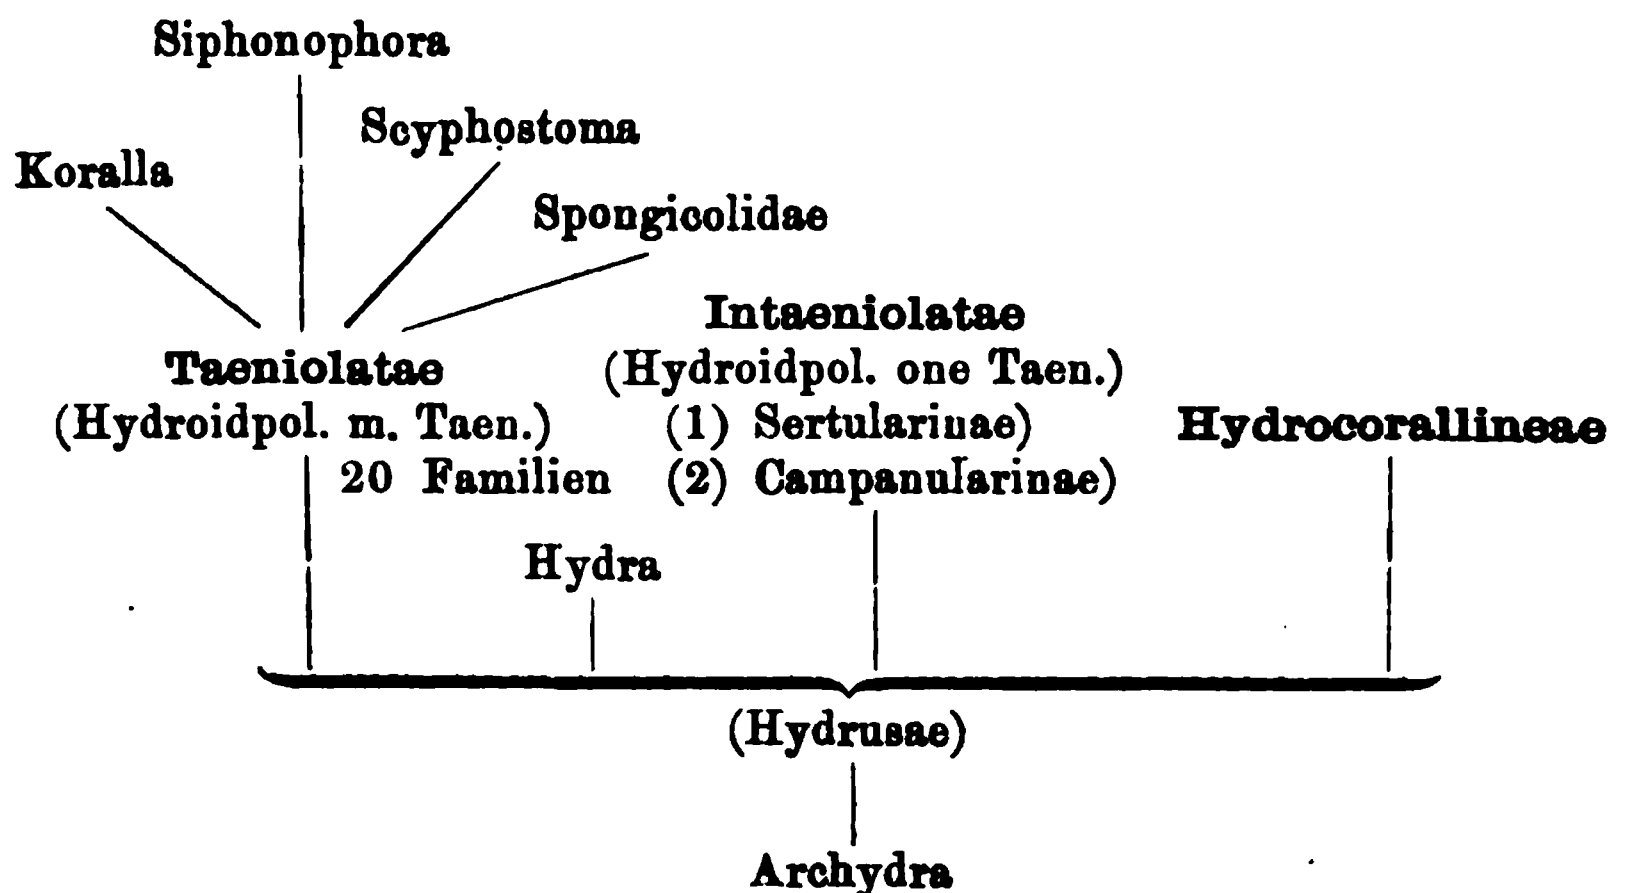 Siphonophora
Scyphostoma
Koralla
Spongicolidae
Intaeniolatae
Taeniolatae
(Hydroidpol. one Taen.)
(Hydroidpol. m. Taen.)
(1) Sertularinae)
Hydrocorallineae
20 Familien
(2) Campanularinae)
Hydra
(Hydrusae)
Archydra